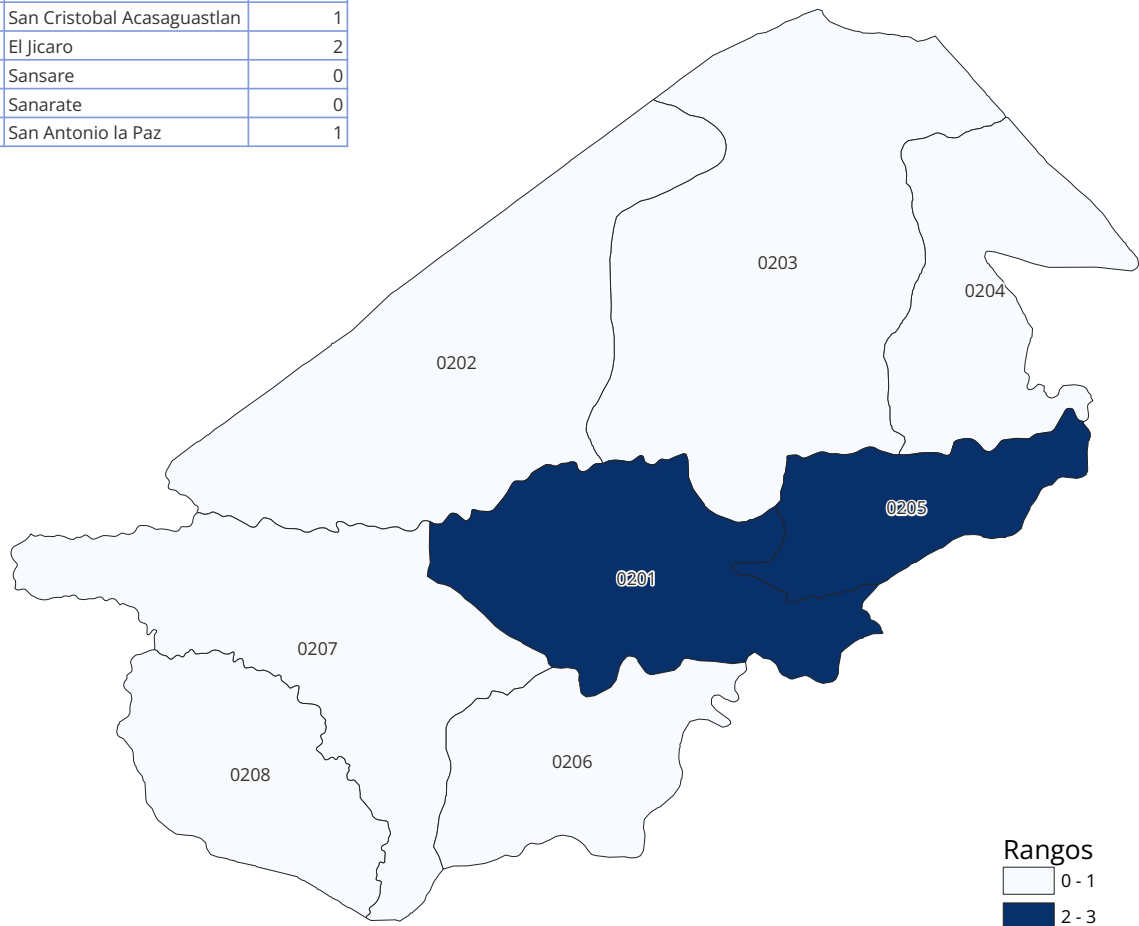 San Cristobal Acasaguastlan 1
El Jicaro 2
Sansare 0
Sanarate 0
San Antonio la Paz 1
0203
0204
0202
0205
0201
0207
0206
0208
Rangos
0 - 1
2 - 3